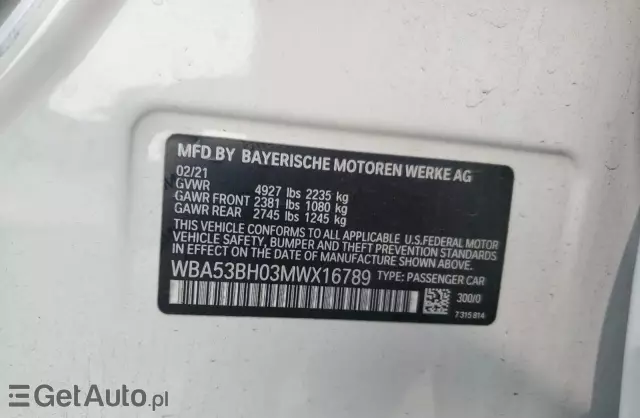 MFD BY BAYERISCHE MOTOREN WERKE AG
02/21
GVWR 4927 lbs 2235 kg
GAWR FRONT 2381 lbs 1080 kg
GAWR REAR 2745 lbs 1245 kg
THIS VEHICLE CONFORMS TO ALL APPLICABLE U.S.FEDERAL MOTOR
VEHICLE SAFETY, BUMPER, AND THEFT PREVENTION STANDARDS
IN EFFECT ON THE DATE OF MANUFACTURE SHOWN ABOVE.
WBA53BH03MWX16789 TYPE: PASSENGER CAR
300/0
7315814
GetAuto.pl